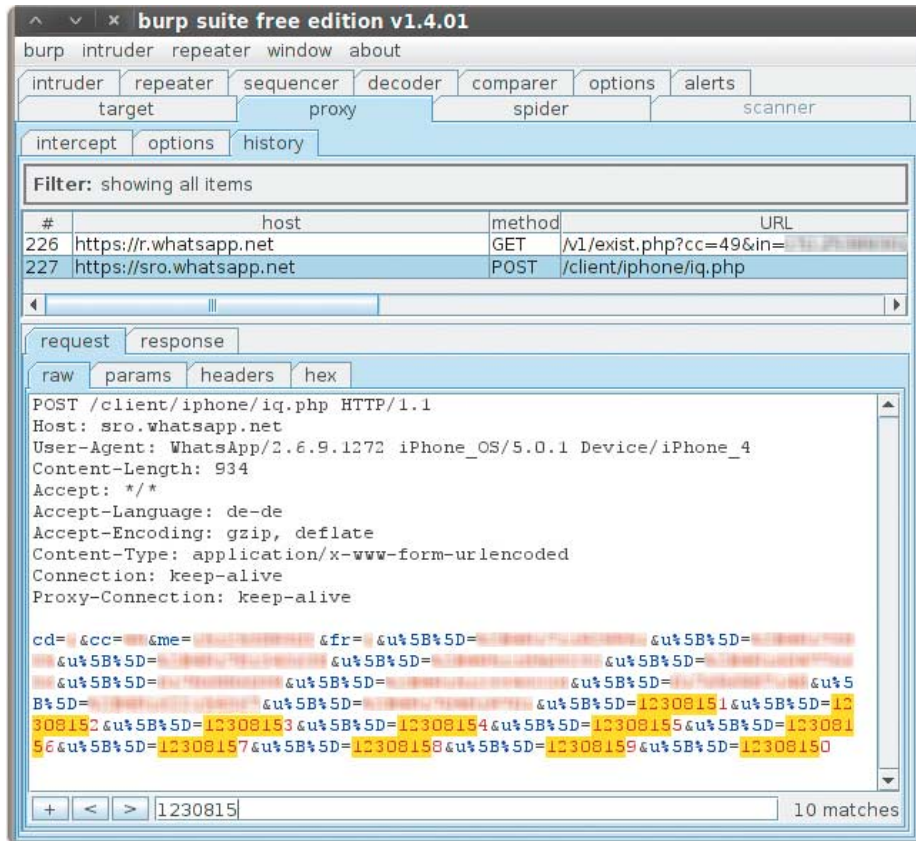 burp suite free edition v1.4.01
burp intruder repeater window about
intruder repeater sequencer decoder comparer options alerts
target proxy spider scanner
intercept options history
Filter: showing all items
# host method URL
226 https://r.whatsapp.net GET /v1/exist.php?cc=49&in=
227 https://sro.whatsapp.net POST /client/iphone/iq.php
request response
raw params headers hex
POST /client/iphone/iq.php HTTP/1.1
Host: sro.whatsapp.net
User-Agent: WhatsApp/2.6.9.1272 iPhone_OS/5.0.1 Device/iPhone_4
Content-Length: 934
Accept: */*
Accept-Language: de-de
Accept-Encoding: gzip, deflate
Content-Type: application/x-www-form-urlencoded
Connection: keep-alive
Proxy-Connection: keep-alive
cd= &cc= &me= &fr= &u%5B%5D= &u%5B%5D=
&u%5B%5D= &u%5B%5D= &u%5B%5D=
&u%5B%5D= &u%5B%5D= &u%5B%5D= &u%5
B%5D= &u%5B%5D= &u%5B%5D=12308151&u%5B%5D=12
308152&u%5B%5D=12308153&u%5B%5D=12308154&u%5B%5D=12308155&u%5B%5D=123081
56&u%5B%5D=12308157&u%5B%5D=12308158&u%5B%5D=12308159&u%5B%5D=12308150
+ < > 1230815 10 matches